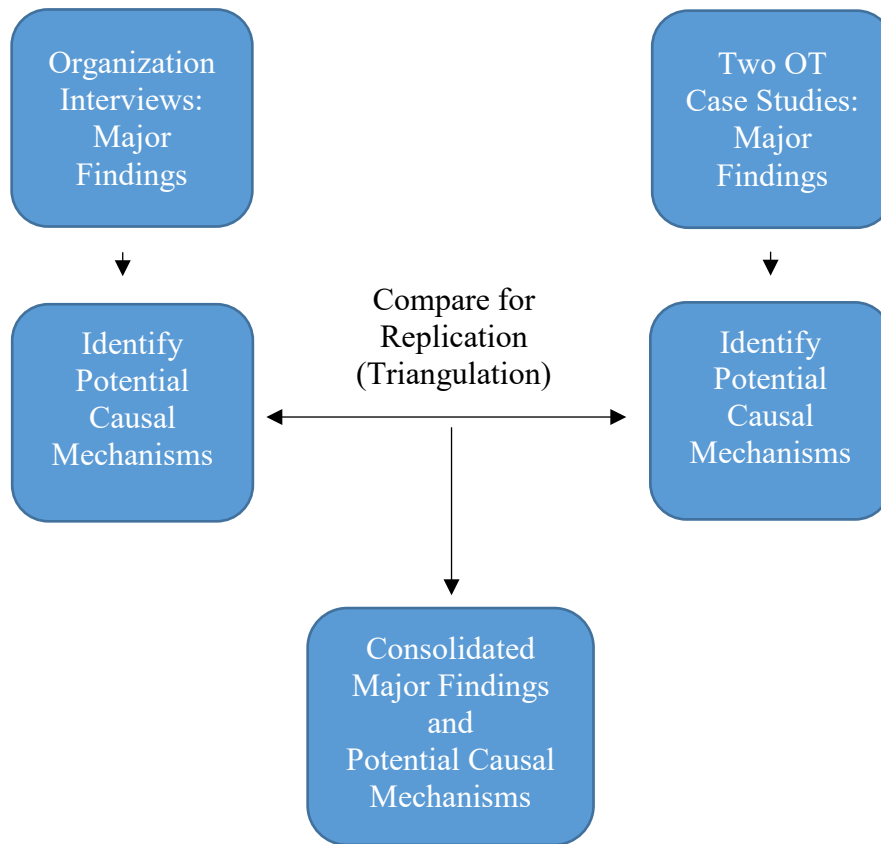 Organization
Interviews:
Major
Findings
Two OT
Case Studies:
Major
Findings
Identify
Potential
Causal
Mechanisms
Compare for
Replication
(Triangulation)
Identify
Potential
Causal
Mechanisms
Consolidated
Major Findings
and
Potential Causal
Mechanisms